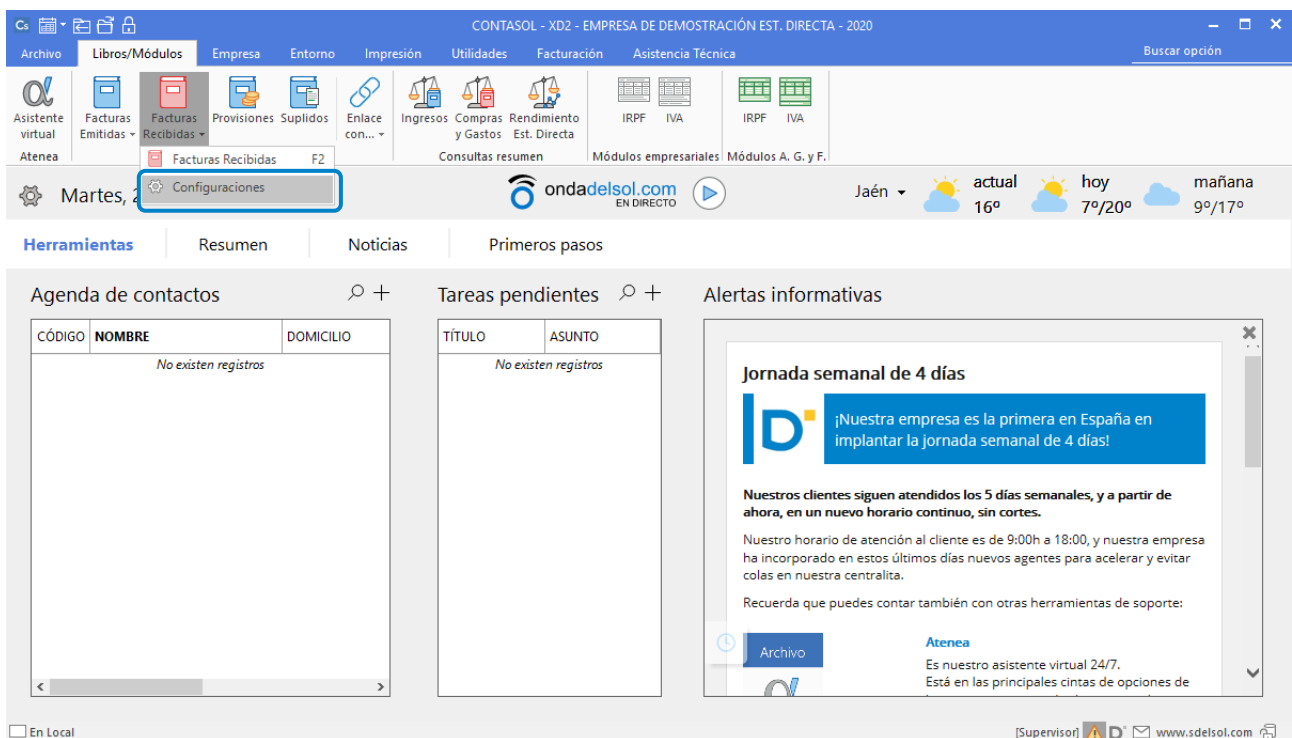 Cs CONTASOL - XD2 - EMPRESA DE DEMOSTRACIÓN EST. DIRECTA - 2020
Archivo Libros/Módulos Empresa Entorno Impresión Utilidades Facturación Asistencia Técnica Buscar opción
Asistente virtual
Facturas Emitidas
Facturas Recibidas
Provisiones
Suplidos
Enlace con...
Ingresos
Compras y Gastos
Rendimiento Est. Directa
IRPF IVA
IRPF IVA
Atenea
Consultas resumen
Módulos empresariales
Módulos A. G. y F.
Facturas Recibidas F2
Configuraciones
Martes, 2
ondadelsol.com
EN DIRECTO
Jaén
actual
16º
hoy
7º/20º
mañana
9º/17º
Herramientas Resumen Noticias Primeros pasos
Agenda de contactos
CÓDIGO NOMBRE DOMICILIO
No existen registros
Tareas pendientes
TÍTULO ASUNTO
No existen registros
Alertas informativas
Jornada semanal de 4 días
D
¡Nuestra empresa es la primera en España en
implantar la jornada semanal de 4 días!
Nuestros clientes siguen atendidos los 5 días semanales, y a partir de
ahora, en un nuevo horario continuo, sin cortes.
Nuestro horario de atención al cliente es de 9:00h a 18:00, y nuestra empresa
ha incorporado en estos últimos días nuevos agentes para acelerar y evitar
colas en nuestra centralita.
Recuerda que puedes contar también con otras herramientas de soporte:
Archivo
Atenea
Es nuestro asistente virtual 24/7.
Está en las principales cintas de opciones de
En Local
[Supervisor] D www.sdelsol.com